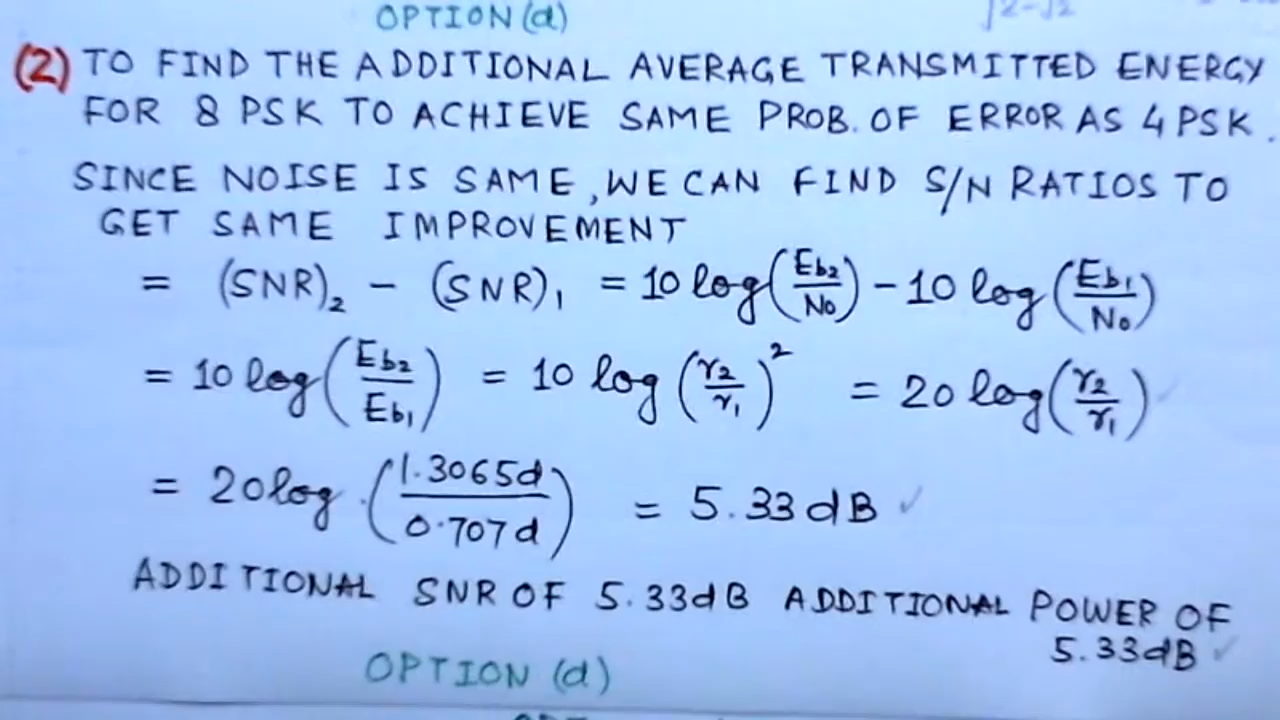 OPTION (d)
√2-√2
(2) TO FIND THE ADDITIONAL AVERAGE TRANSMITTED ENERGY
FOR 8 PSK TO ACHIEVE SAME PROB. OF ERROR AS 4 PSK.
SINCE NOISE IS SAME, WE CAN FIND S/N RATIOS TO
GET SAME IMPROVEMENT
= (SNR)₂ - (SNR)₁ = 10 log(Eb₂/No) - 10 log(Eb₁/No)
= 10 log(Eb₂/Eb₁) = 10 log(r₂/r₁)² = 20 log(r₂/r₁)
= 20 log(1.3065d/0.707d) = 5.33 dB ✓
ADDITIONAL SNR OF 5.33dB ADDITIONAL POWER OF
5.33dB ✓
OPTION (d)